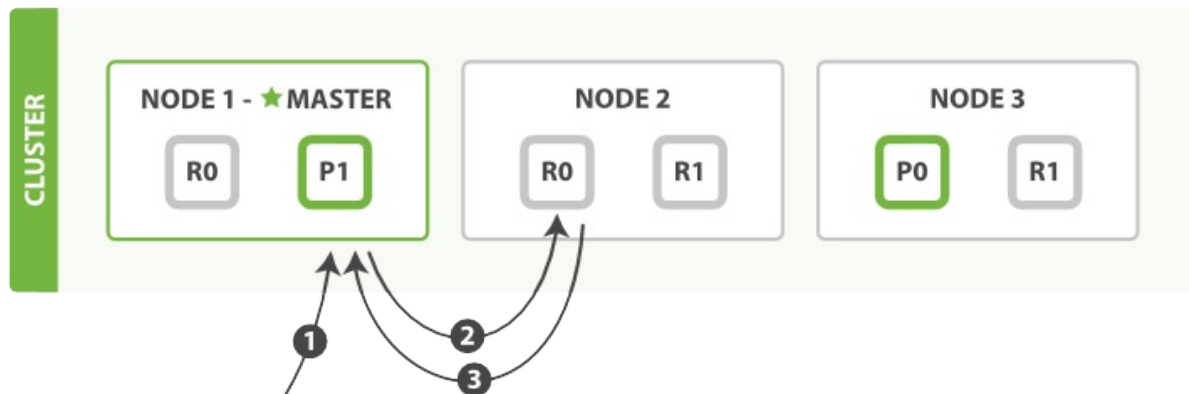 CLUSTER
NODE 1 - ★ MASTER
R0 P1
NODE 2
R0 R1
NODE 3
P0 R1
1
2
3